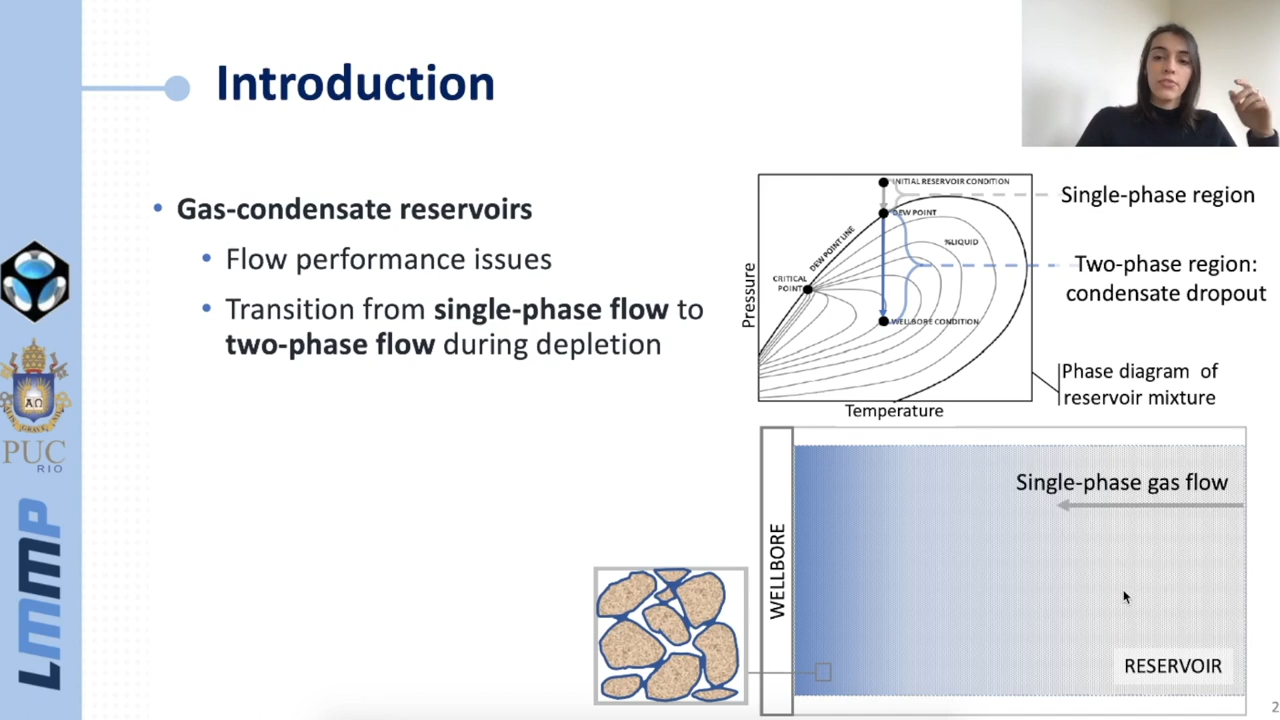 Introduction
• Gas-condensate reservoirs
• Flow performance issues
• Transition from single-phase flow to
two-phase flow during depletion
INITIAL RESERVOIR CONDITION
DEW POINT
DEW POINT LINE
%LIQUID
CRITICAL
POINT
WELLBORE CONDITION
Pressure
Temperature
Single-phase region
Two-phase region:
condensate dropout
Phase diagram of
reservoir mixture
WELLBORE
Single-phase gas flow
RESERVOIR
PUC
RIO
LMMP
2